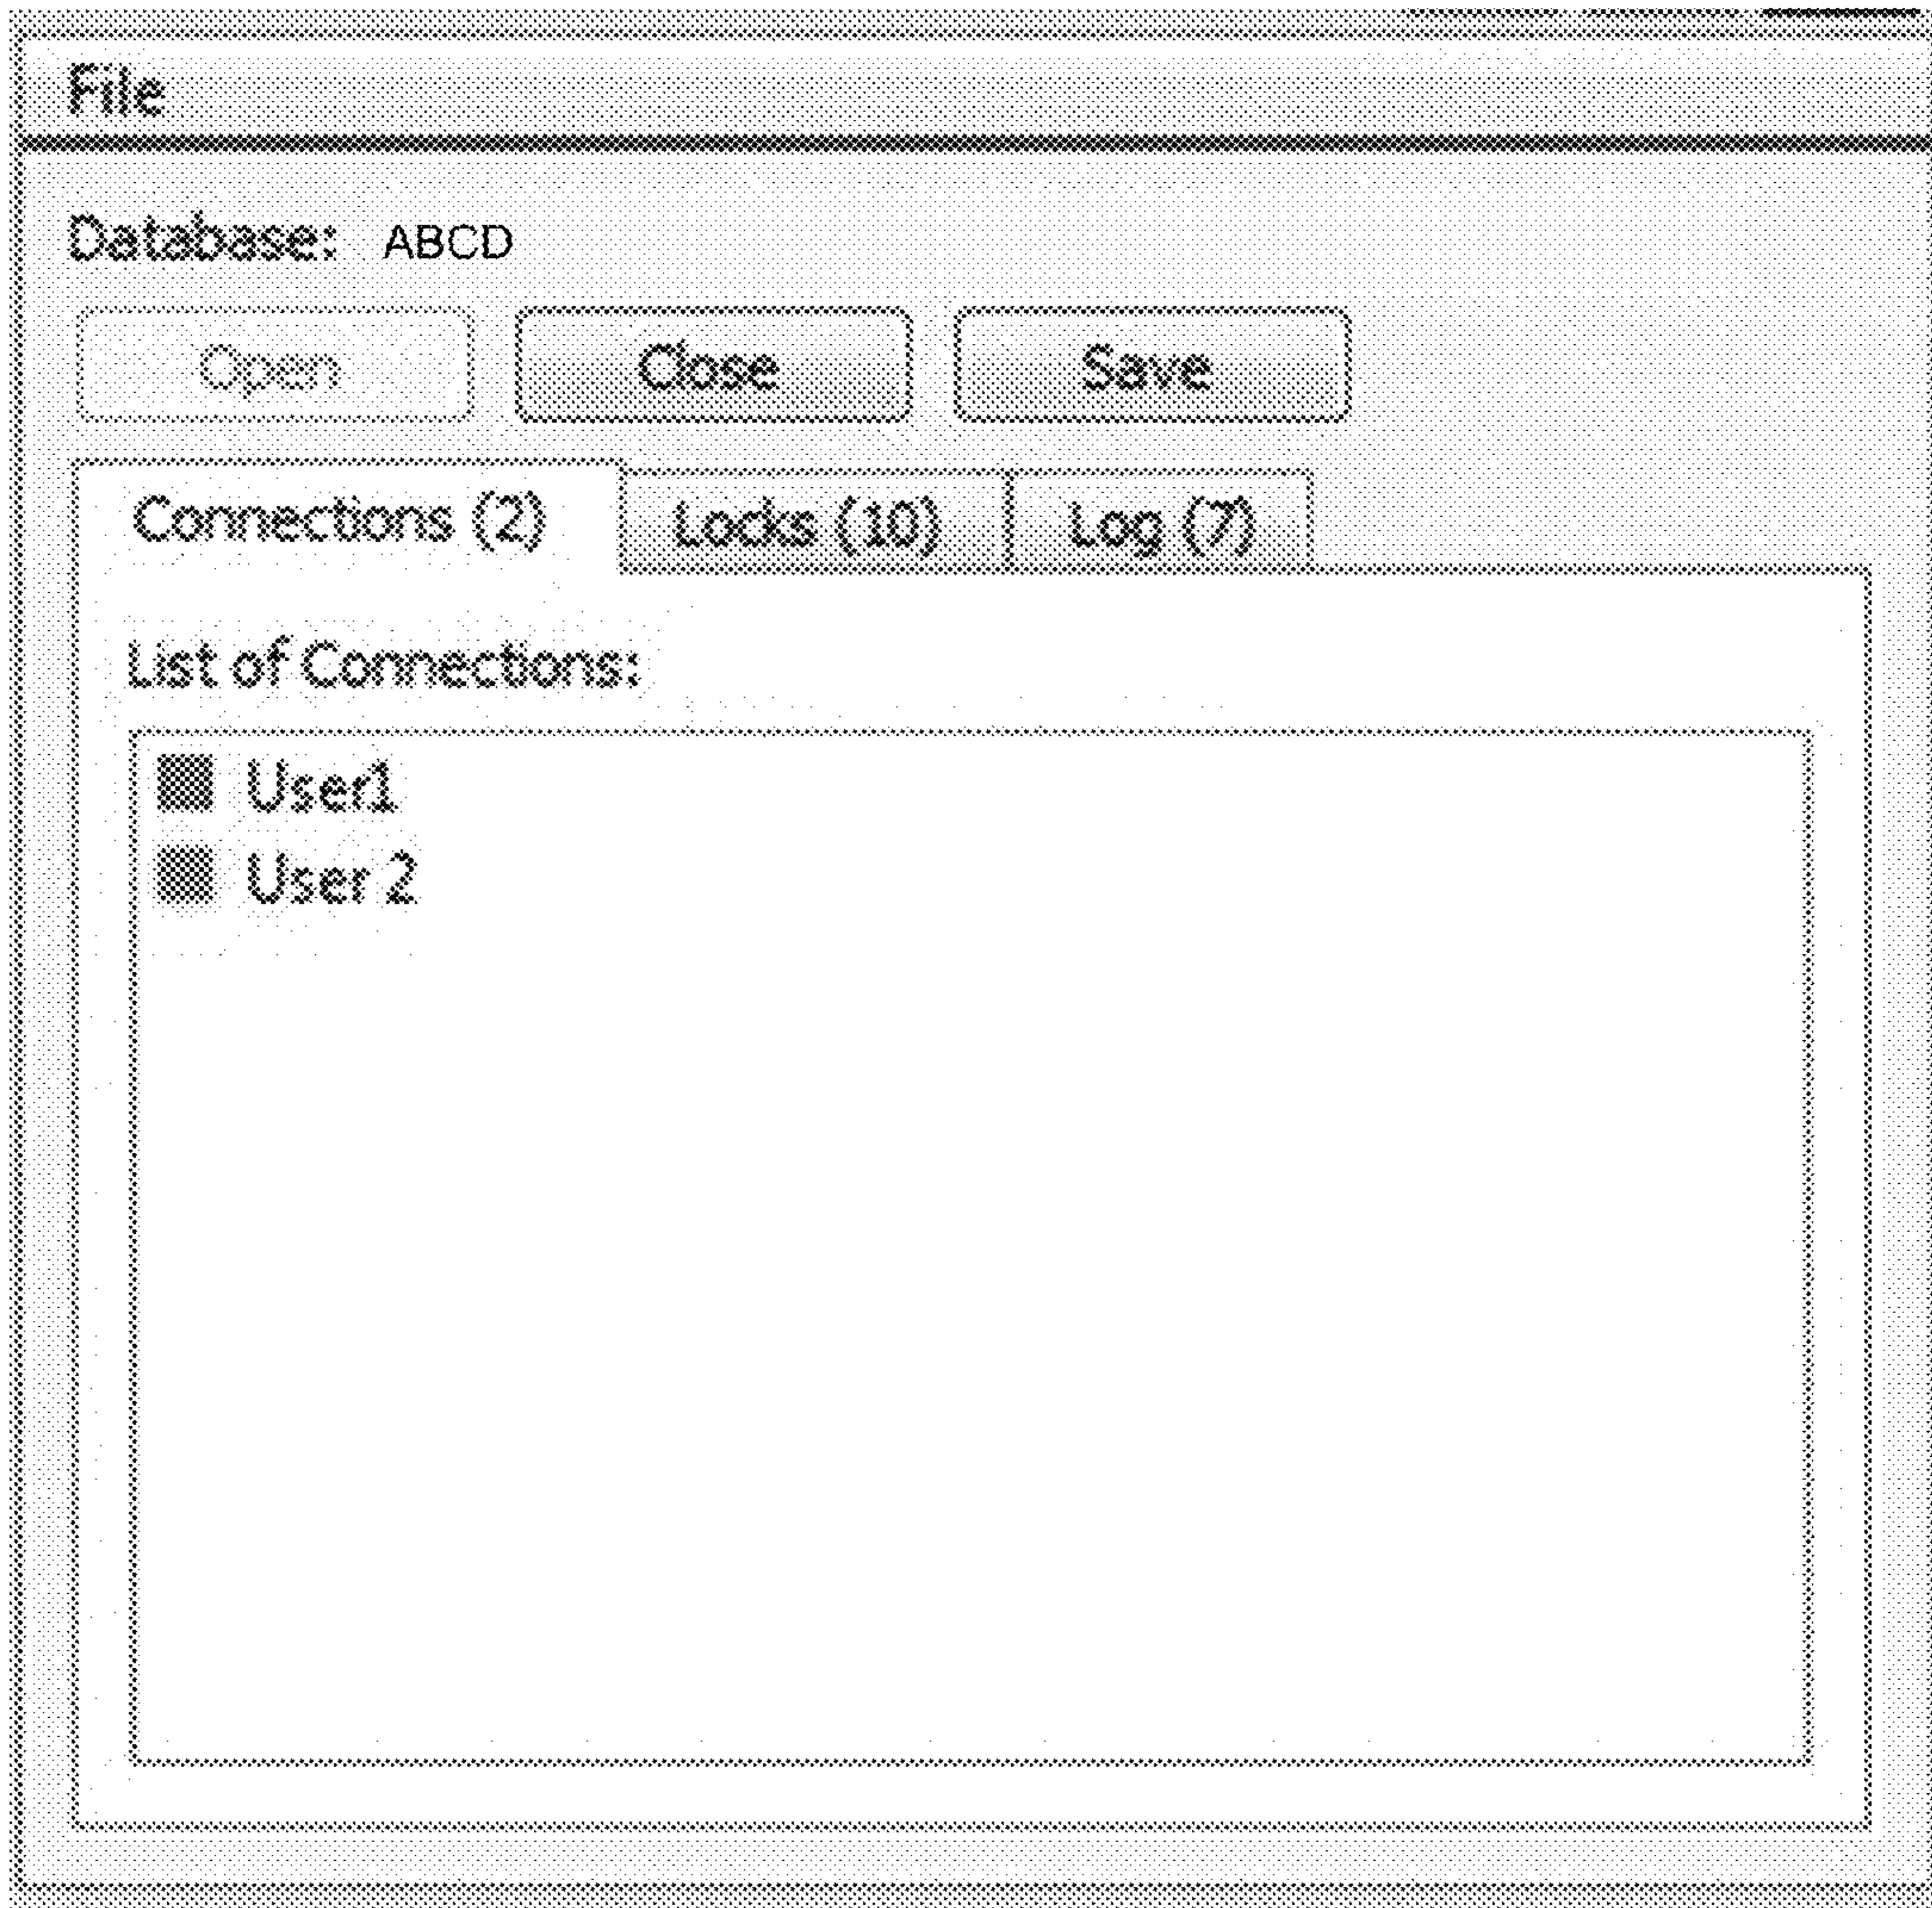 File
Database: ABCD
Open Close Save
Connections (2) Locks (10) Log (7)
List of Connections:
User1
User 2